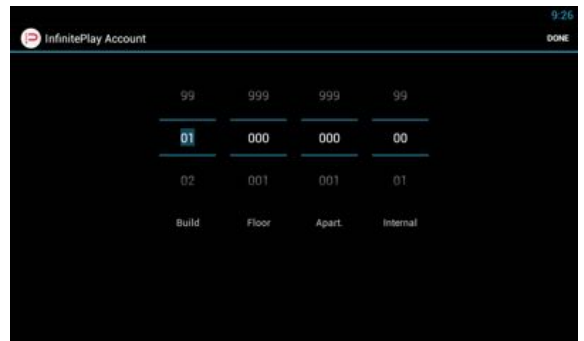 9:26
InfinitePlay Account DONE
99 999 999 99
01 000 000 00
02 001 001 01
Build Floor Apart. Internal